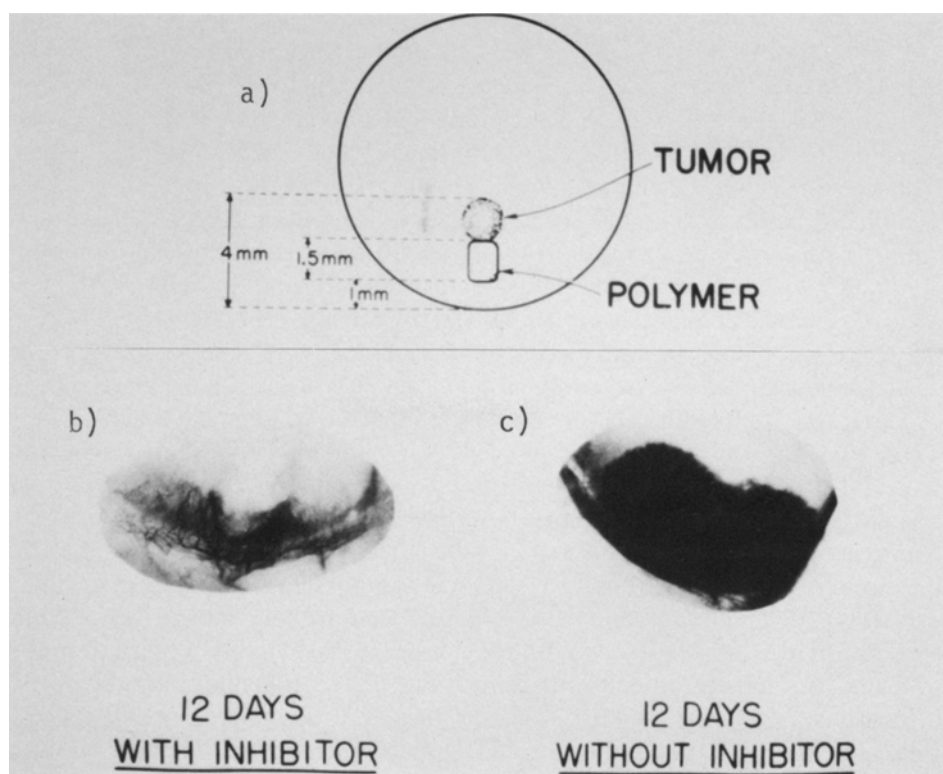 a)
TUMOR
4mm
1.5mm
1mm
POLYMER
b)
c)
12 DAYS
WITH INHIBITOR
12 DAYS
WITHOUT INHIBITOR